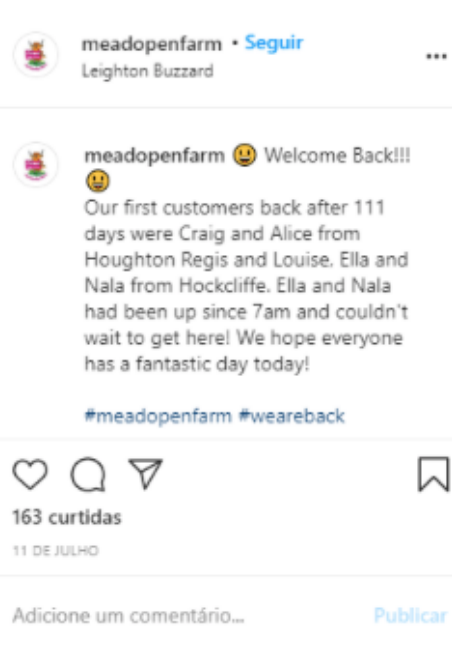 meadopenfarm • Seguir
Leighton Buzzard
meadopenfarm 😃 Welcome Back!!!
😃
Our first customers back after 111
days were Craig and Alice from
Houghton Regis and Louise. Ella and
Nala from Hockcliffe. Ella and Nala
had been up since 7am and couldn't
wait to get here! We hope everyone
has a fantastic day today!
#meadopenfarm #weareback
163 curtidas
11 DE JULHO
Adicione um comentário... Publicar